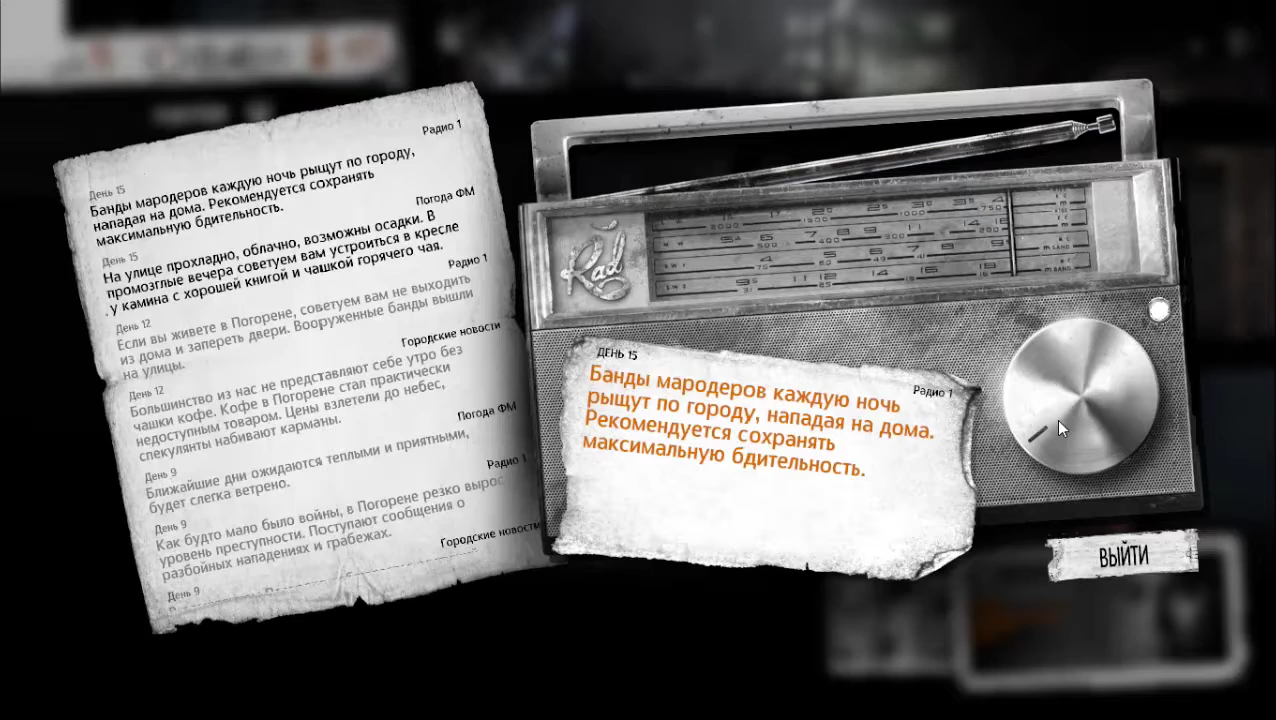 Радио 1
День 15
Банды мародеров каждую ночь рыщут по городу,
нападая на дома. Рекомендуется сохранять
максимальную бдительность.
Погода ФМ
День 15
На улице прохладно, облачно, возможны осадки. В
промозглые вечера советуем вам устроиться в кресле
у камина с хорошей книгой и чашкой горячего чая.
Радио 1
День 12
Если вы живете в Погорене, советуем вам не выходить
из дома и запереть двери. Вооруженные банды вышли
на улицы.
Городские новости
День 12
Большинство из нас не представляют себе утро без
чашки кофе. Кофе в Погорене стал практически
недоступным товаром. Цены взлетели до небес,
спекулянты набивают карманы.
Погода ФМ
День 9
Ближайшие дни ожидаются теплыми и приятными,
будет слегка ветрено.
Радио 1
День 9
Как будто мало было войны, в Погорене резко вырос
уровень преступности. Поступают сообщения о
разбойных нападениях и грабежах.
Городские новости
День 9
Rad
ДЕНЬ 15
Радио 1
Банды мародеров каждую ночь
рыщут по городу, нападая на дома.
Рекомендуется сохранять
максимальную бдительность.
ВЫЙТИ